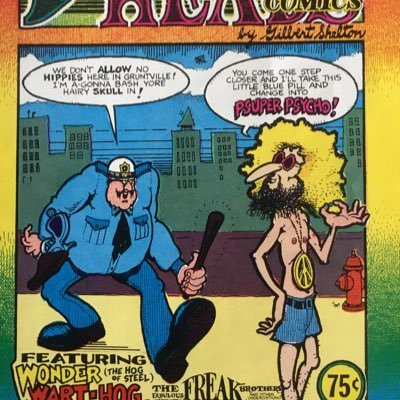 HEADS
COMICS
by Gilbert Shelton
WE DON'T ALLOW NO
HIPPIES HERE IN GRUNTVILLE!
I'M A-GONNA BASH YORE
HAIRY SKULL IN!
YOU COME ONE STEP
CLOSER AND I'LL TAKE THIS
LITTLE BLUE PILL AND
CHANGE INTO
PSUPER PSYCHO!
FEATURING
WONDER (THE HOG
OF STEEL)
WART-HOG
THE
FABULOUS
FREAK
BROTHERS
75¢